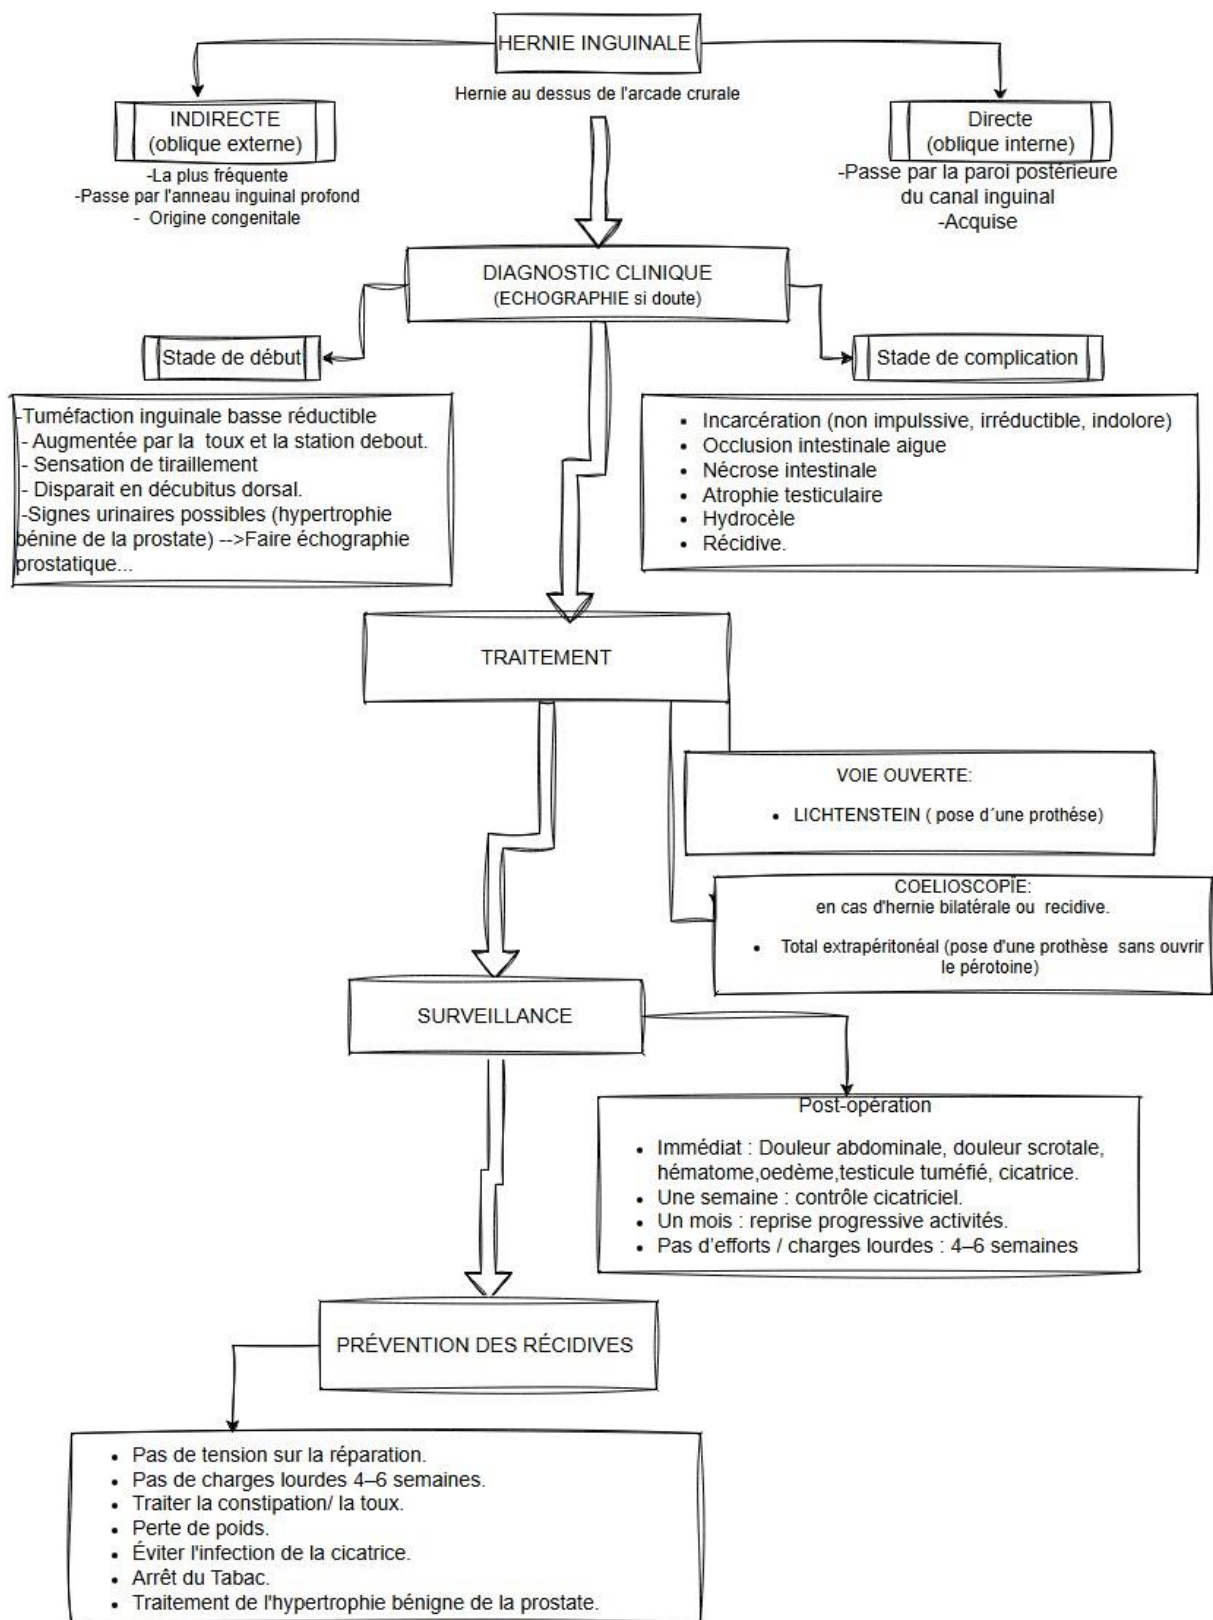 HERNIE INGUINALE
Hernie au dessus de l'arcade crurale
INDIRECTE
(oblique externe)
-La plus fréquente
-Passe par l'anneau inguinal profond
- Origine congenitale
Directe
(oblique interne)
-Passe par la paroi postérieure
du canal inguinal
-Acquise
DIAGNOSTIC CLINIQUE
(ECHOGRAPHIE si doute)
Stade de début
-Tuméfaction inguinale basse réductible
- Augmentée par la toux et la station debout.
- Sensation de tiraillement
- Disparait en décubitus dorsal.
-Signes urinaires possibles (hypertrophie
bénine de la prostate) -->Faire échographie
prostatique...
Stade de complication
• Incarcération (non impulssive, irréductible, indolore)
• Occlusion intestinale aigue
• Nécrose intestinale
• Atrophie testiculaire
• Hydrocèle
• Récidive.
TRAITEMENT
VOIE OUVERTE:
• LICHTENSTEIN ( pose d´une prothése)
COELIOSCOPÏE:
en cas d'hernie bilatérale ou recidive.
• Total extrapéritonéal (pose d'une prothèse sans ouvrir
le pérotoine)
SURVEILLANCE
Post-opération
• Immédiat : Douleur abdominale, douleur scrotale,
hématome,oedème,testicule tuméfié, cicatrice.
• Une semaine : contrôle cicatriciel.
• Un mois : reprise progressive activités.
• Pas d'efforts / charges lourdes : 4–6 semaines
PRÉVENTION DES RÉCIDIVES
• Pas de tension sur la réparation.
• Pas de charges lourdes 4–6 semaines.
• Traiter la constipation/ la toux.
• Perte de poids.
• Éviter l'infection de la cicatrice.
• Arrêt du Tabac.
• Traitement de l'hypertrophie bénigne de la prostate.